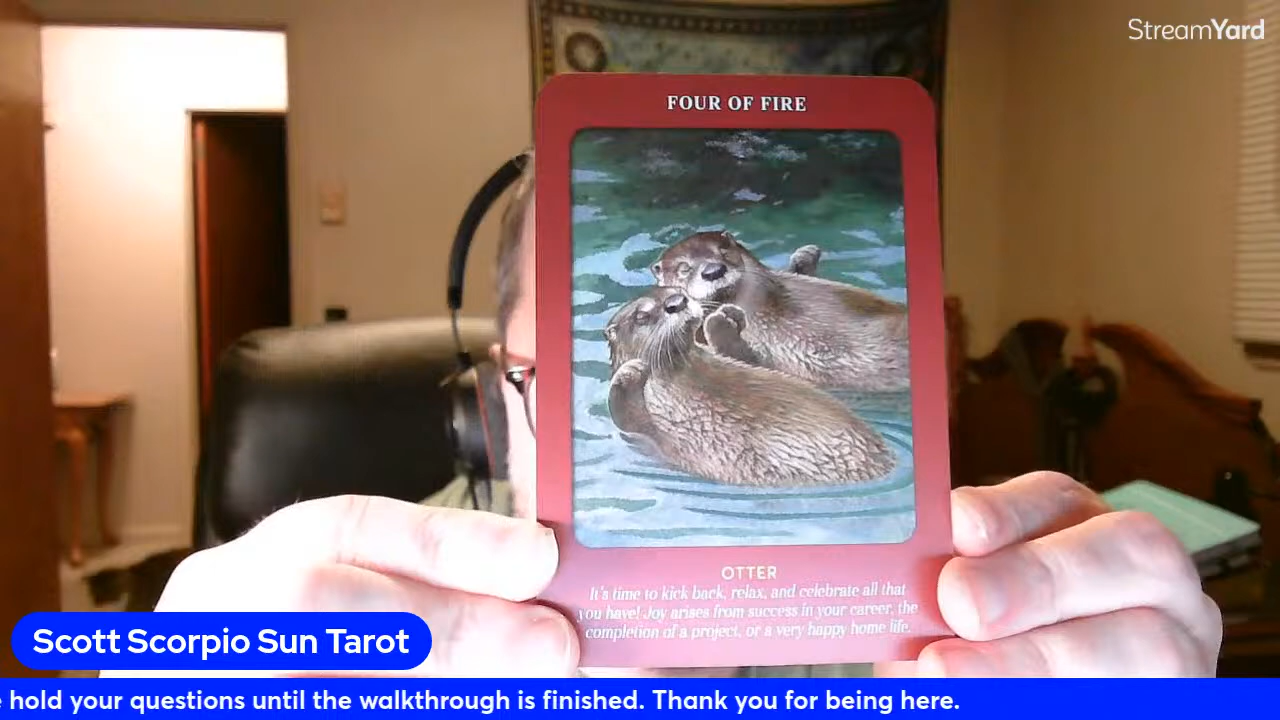 StreamYard
FOUR OF FIRE
OTTER
It's time to kick back, relax, and celebrate all that
you have! Joy arises from success in your career, the
completion of a project, or a very happy home life.
Scott Scorpio Sun Tarot
hold your questions until the walkthrough is finished. Thank you for being here.